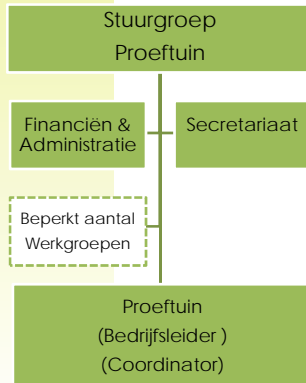 Stuurgroep
Proeftuin
Financiën &
Administratie
Secretariaat
Beperkt aantal
Werkgroepen
Proeftuin
(Bedrijfsleider )
(Coordinator)